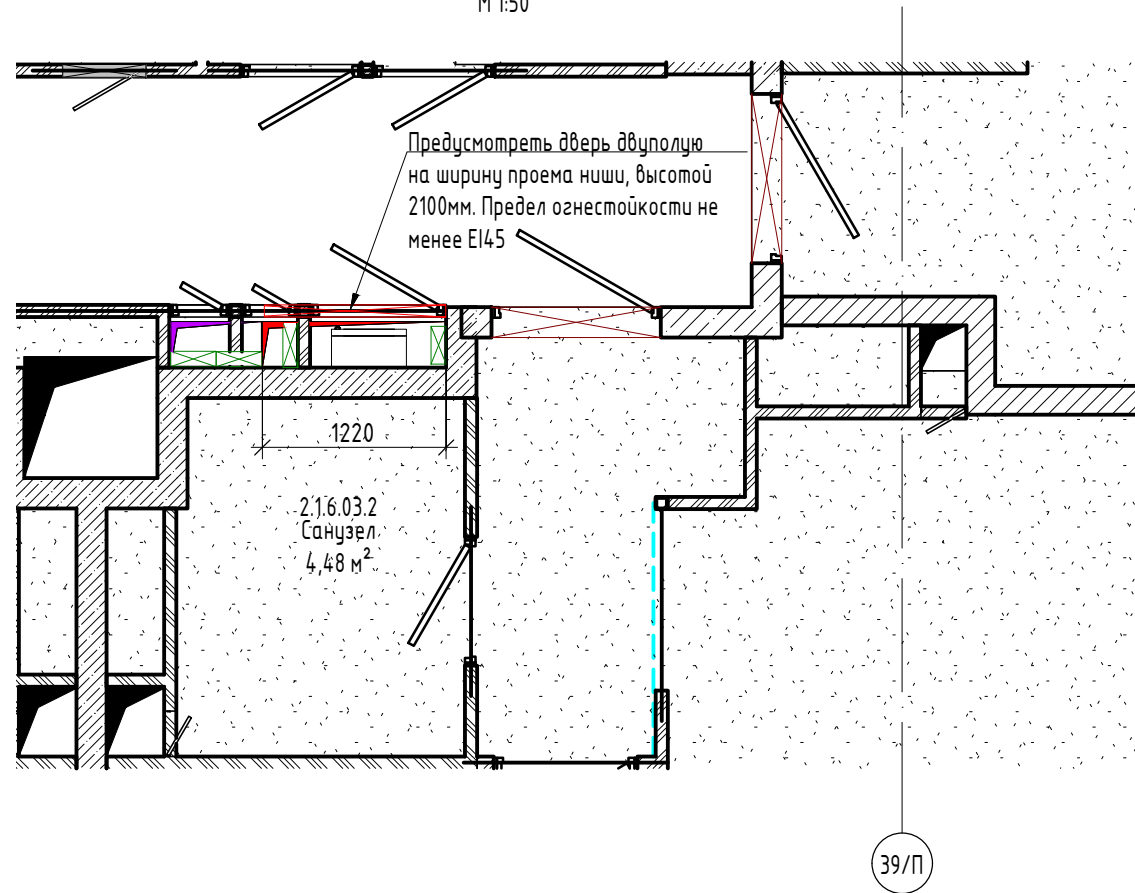 М 1:50
Предусмотреть дверь двуполую
на ширину проема ниши, высотой
2100мм. Предел огнестойкости не
менее EI45
1220
2.1.6.03.2
Санузел
4,48 м²
39/П